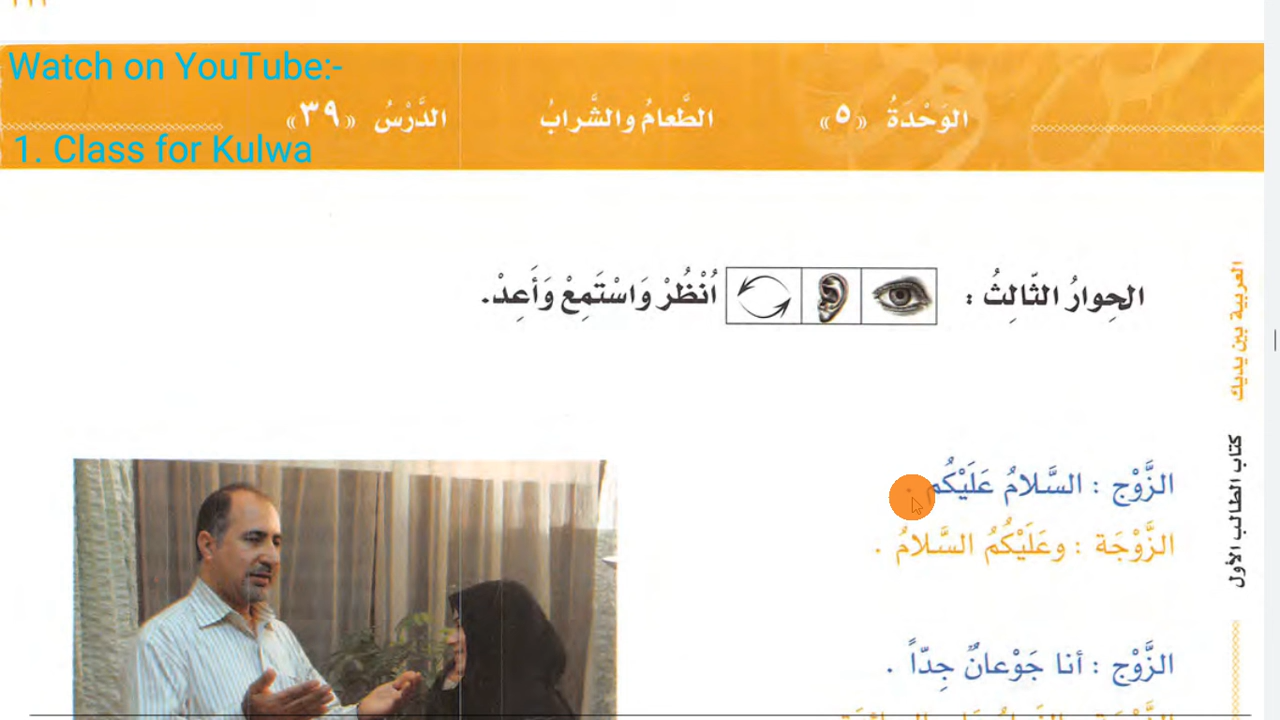 Watch on YouTube:-
1. Class for Kulwa
الوَحْدَةُ «٥» الطَّعامُ والشَّرابُ الدَّرْسُ «٣٩»
الحِوارُ الثّالِثُ : اُنْظُرْ وَاسْتَمِعْ وَأَعِدْ.
العربية بين يديك
كتاب الطالب الأول
الزَّوْج : السَّلامُ عَلَيْكُم .
الزَّوْجَة : وعَلَيْكُمُ السَّلامُ .
الزَّوْج : أنا جَوْعانٌ جِدّاً .